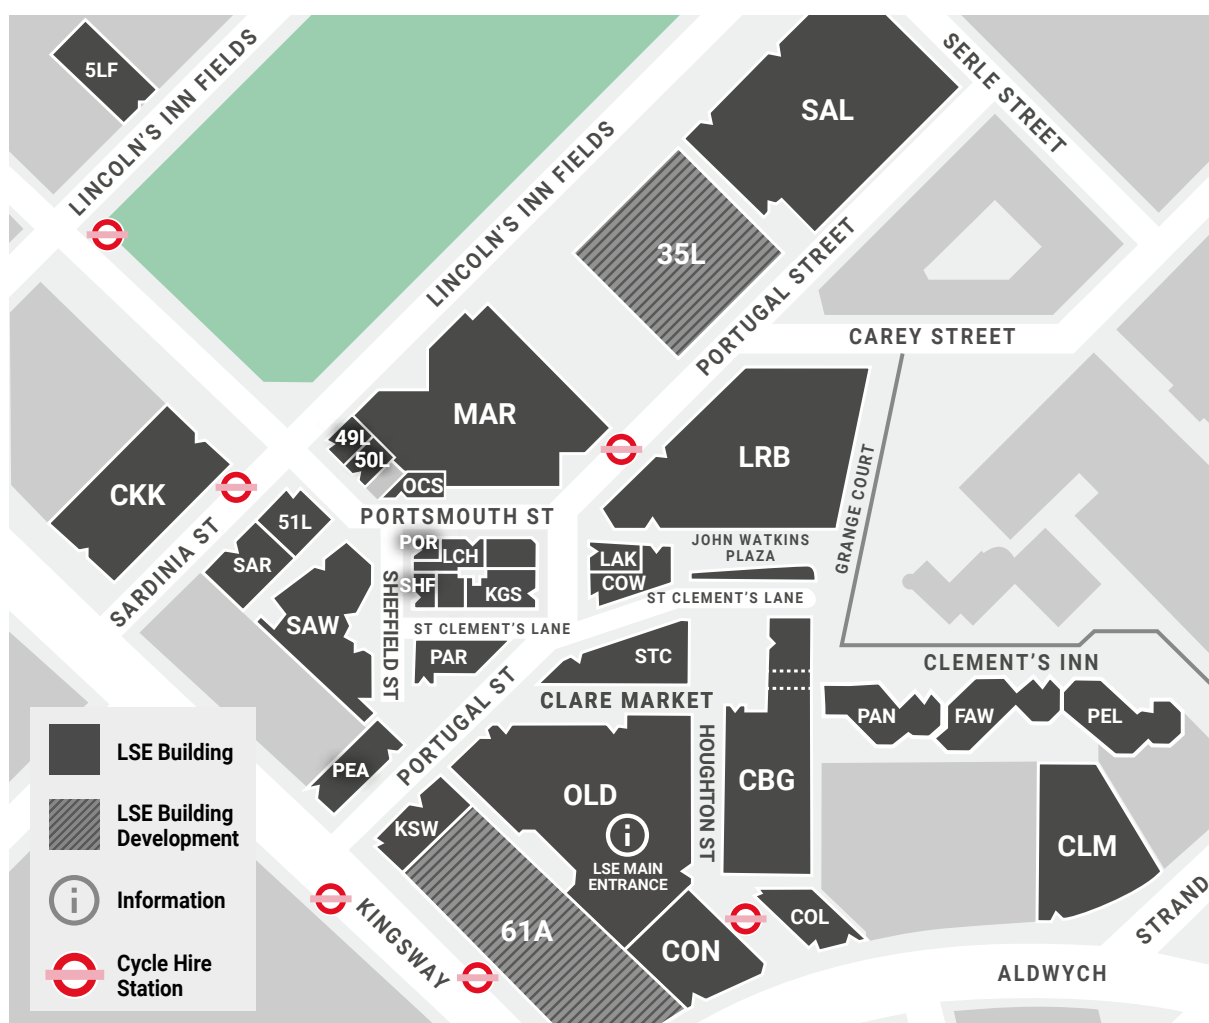 5LF
LINCOLN'S INN FIELDS
SERLE STREET
SAL
LINCOLN'S INN FIELDS
35L
PORTUGAL STREET
CAREY STREET
MAR
49L
50L
OCS
LRB
GRANGE COURT
CKK
51L
SAR
SARDINIA ST
PORTSMOUTH ST
POR
LCH
SHF
KGS
SHEFFIELD ST
LAK
COW
JOHN WATKINS
PLAZA
ST CLEMENT'S LANE
ST CLEMENT'S LANE
SAW
PAR
STC
CLEMENT'S INN
CLARE MARKET
PORTUGAL ST
PAN
FAW
PEL
HOUGHTON ST
PEA
CBG
OLD
KSW
LSE MAIN
ENTRANCE
CLM
61A
CON
COL
KINGSWAY
STRAND
ALDWYCH
LSE Building
LSE Building
Development
Information
Cycle Hire
Station